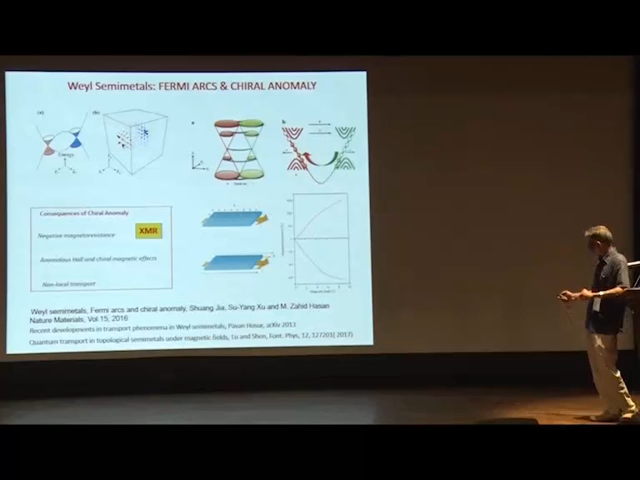 Weyl Semimetals: FERMI ARCS & CHIRAL ANOMALY
(a)
(b)
a
b
Energy
Consequences of Chiral Anomaly
Negative magnetoresistance
XMR
Anomalous Hall and chiral magnetic effects
Non-local transport
Weyl semimetals, Fermi arcs and chiral anomaly, Shuang Jia, Su-Yang Xu and M. Zahid Hasan
Nature Materials, Vol 15, 2016
Recent developments in transport phenomena in Weyl semimetals, Pavan Hosur, 2013
Quantum transport in topological semimetals under magnetic fields, Lu and Shen, Font. Phys, 12, 127201( 2017)